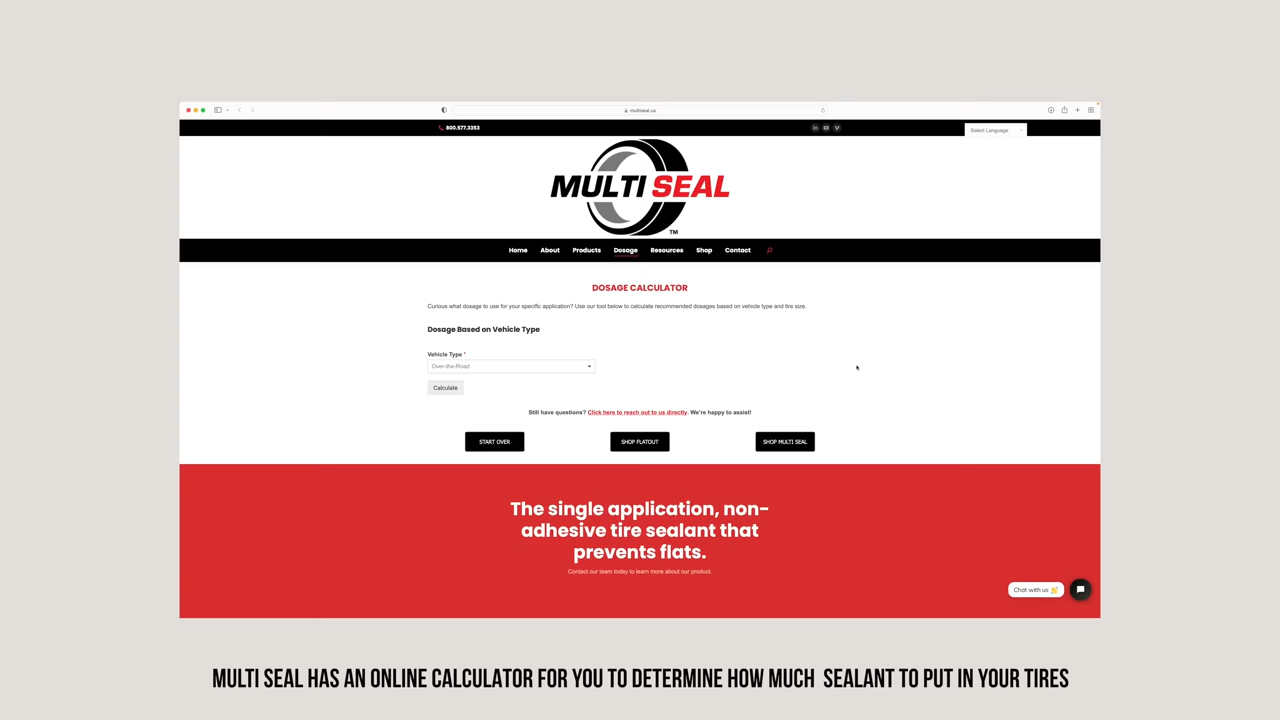 multiseal.us
800.577.3353
Select Language
MULTI SEAL
TM
Home About Products Dosage Resources Shop Contact
DOSAGE CALCULATOR
Curious what dosage to use for your specific application? Use our tool below to calculate recommended dosages based on vehicle type and tire size.
Dosage Based on Vehicle Type
Vehicle Type *
Over-the-Road
Calculate
Still have questions? Click here to reach out to us directly. We're happy to assist!
START OVER SHOP FLATOUT SHOP MULTI SEAL
The single application, non-
adhesive tire sealant that
prevents flats.
Contact our team today to learn more about our product.
Chat with us 👋
MULTI SEAL HAS AN ONLINE CALCULATOR FOR YOU TO DETERMINE HOW MUCH  SEALANT TO PUT IN YOUR TIRES